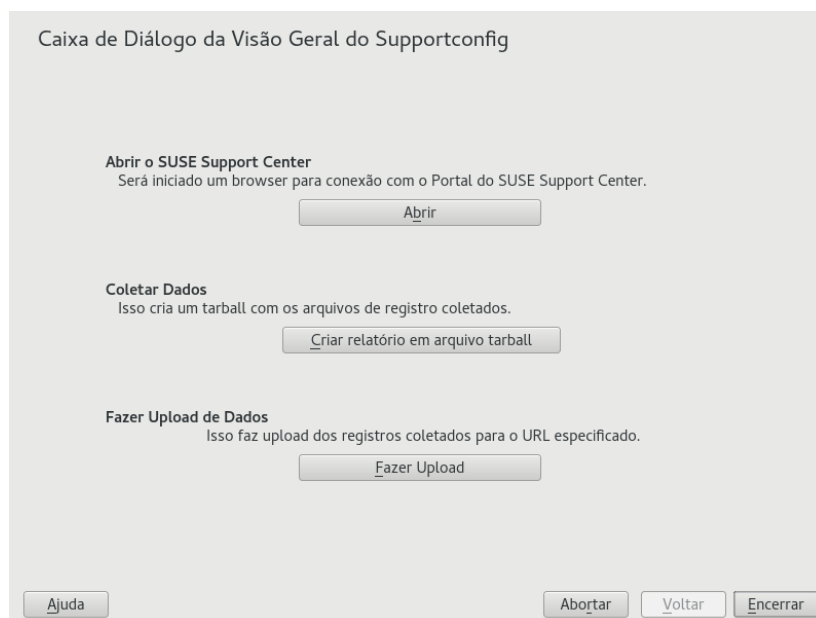 Caixa de Diálogo da Visão Geral do Supportconfig
Abrir o SUSE Support Center
Será iniciado um browser para conexão com o Portal do SUSE Support Center.
Abrir
Coletar Dados
Isso cria um tarball com os arquivos de registro coletados.
Criar relatório em arquivo tarball
Fazer Upload de Dados
Isso faz upload dos registros coletados para o URL especificado.
Fazer Upload
Ajuda
Abortar
Voltar
Encerrar